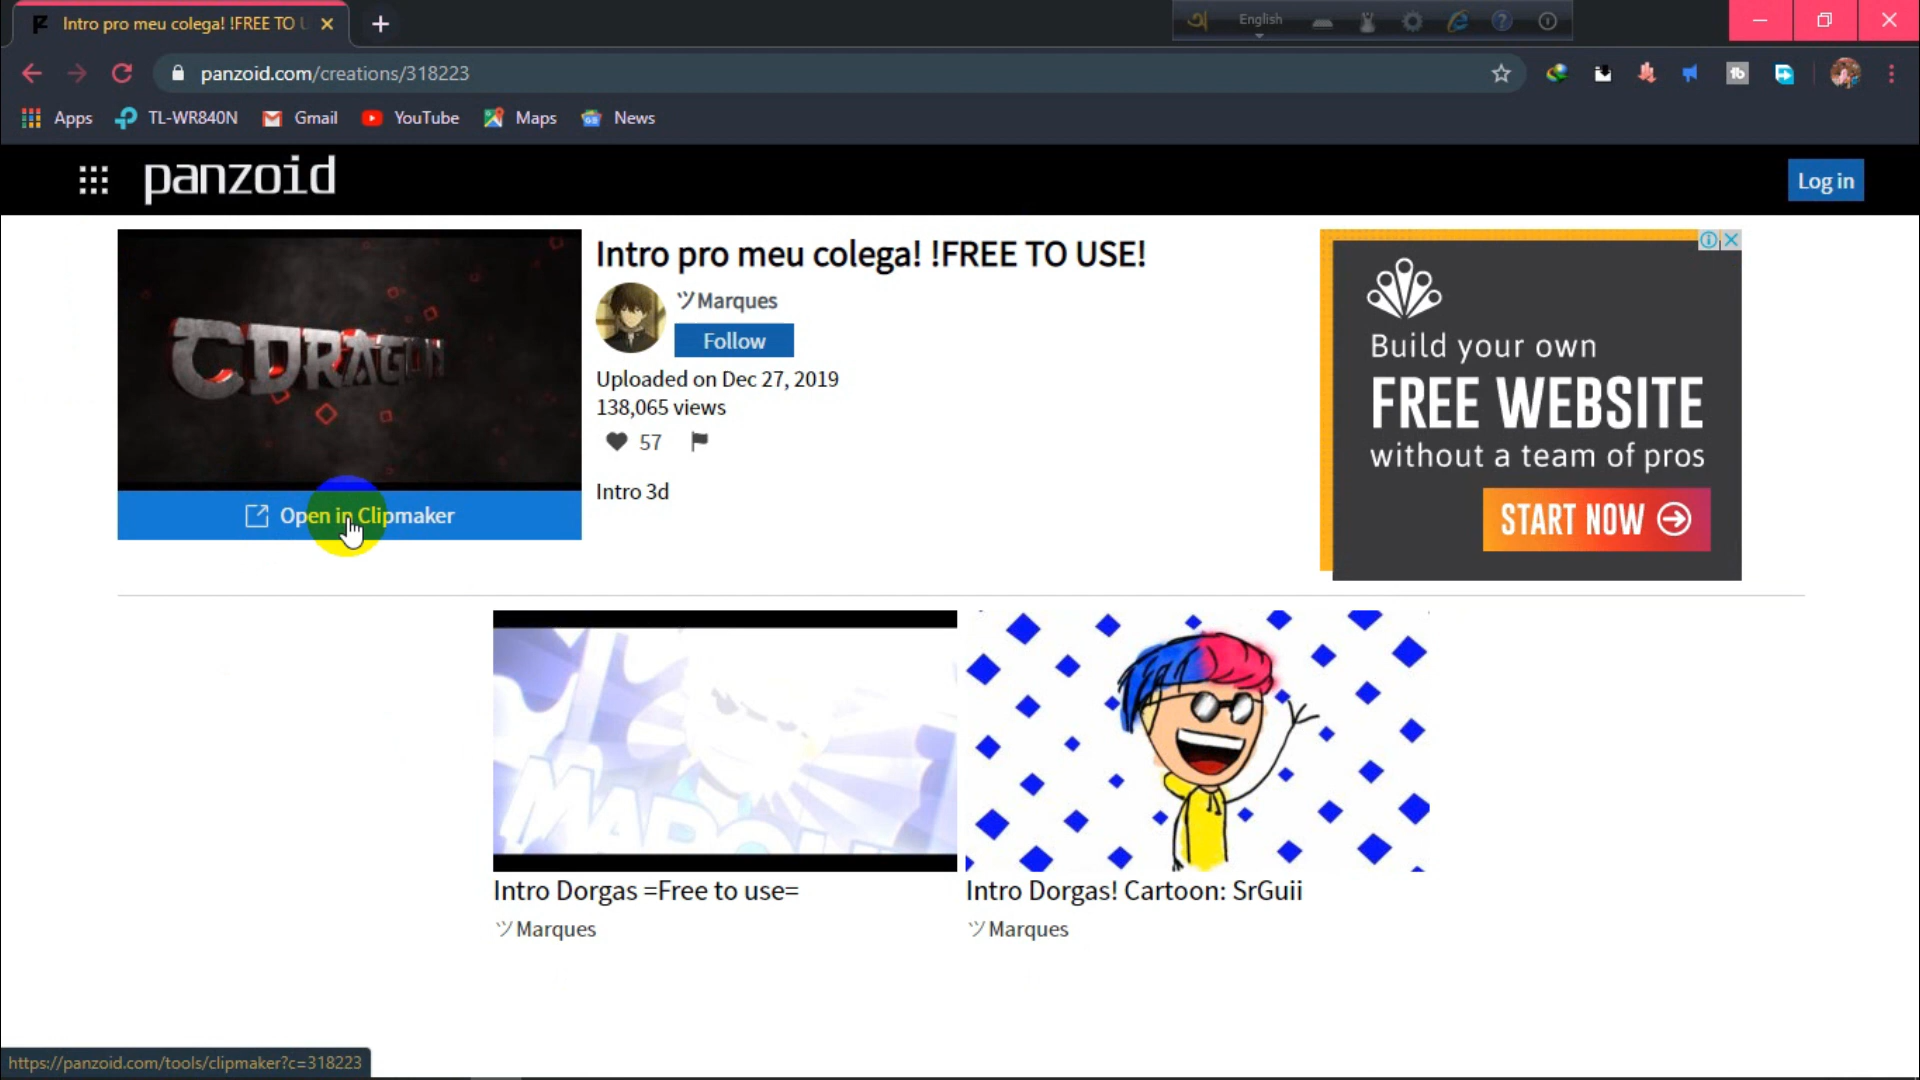 Intro pro meu colega! !FREE TO U
English
panzoid.com/creations/318223
Apps
TL-WR840N
Gmail
YouTube
Maps
News
panzoid
Log in
CDRAGON
Open in Clipmaker
Intro pro meu colega! !FREE TO USE!
ツMarques
Follow
Uploaded on Dec 27, 2019
138,065 views
57
Intro 3d
Build your own
FREE WEBSITE
without a team of pros
START NOW
Intro Dorgas =Free to use=
ツMarques
Intro Dorgas! Cartoon: SrGuii
ツMarques
https://panzoid.com/tools/clipmaker?c=318223